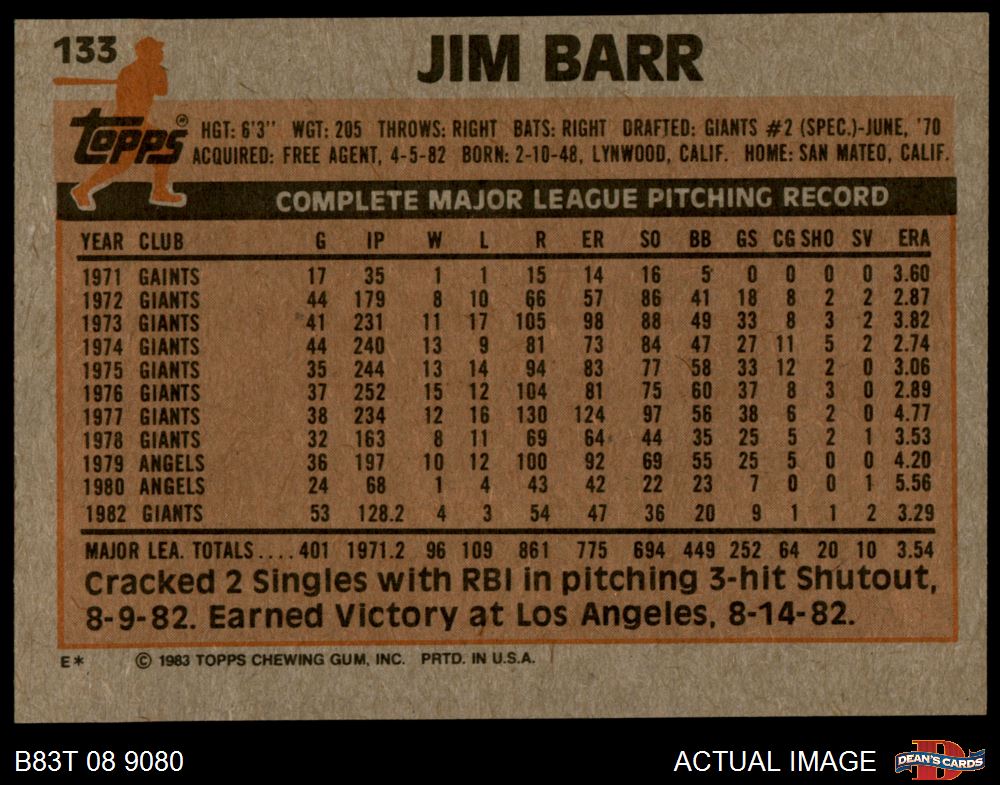 133
JIM BARR
Topps ®
HGT: 6'3" WGT: 205 THROWS: RIGHT BATS: RIGHT DRAFTED: GIANTS #2 (SPEC.)-JUNE, '70
ACQUIRED: FREE AGENT, 4-5-82 BORN: 2-10-48, LYNWOOD, CALIF. HOME: SAN MATEO, CALIF.
COMPLETE MAJOR LEAGUE PITCHING RECORD
YEAR CLUB G IP W L R ER SO BB GS CG SHO SV ERA
1971 GAINTS 17 35 1 1 15 14 16 5 0 0 0 0 3.60
1972 GIANTS 44 179 8 10 66 57 86 41 18 8 2 2 2.87
1973 GIANTS 41 231 11 17 105 98 88 49 33 8 3 2 3.82
1974 GIANTS 44 240 13 9 81 73 84 47 27 11 5 2 2.74
1975 GIANTS 35 244 13 14 94 83 77 58 33 12 2 0 3.06
1976 GIANTS 37 252 15 12 104 81 75 60 37 8 3 0 2.89
1977 GIANTS 38 234 12 16 130 124 97 56 38 6 2 0 4.77
1978 GIANTS 32 163 8 11 69 64 44 35 25 5 2 1 3.53
1979 ANGELS 36 197 10 12 100 92 69 55 25 5 0 0 4.20
1980 ANGELS 24 68 1 4 43 42 22 23 7 0 0 1 5.56
1982 GIANTS 53 128.2 4 3 54 47 36 20 9 1 1 2 3.29
MAJOR LEA. TOTALS.... 401 1971.2 96 109 861 775 694 449 252 64 20 10 3.54
Cracked 2 Singles with RBI in pitching 3-hit Shutout,
8-9-82. Earned Victory at Los Angeles, 8-14-82.
E* © 1983 TOPPS CHEWING GUM, INC. PRTD. IN U.S.A.
B83T 08 9080 ACTUAL IMAGE DEAN'S CARDS